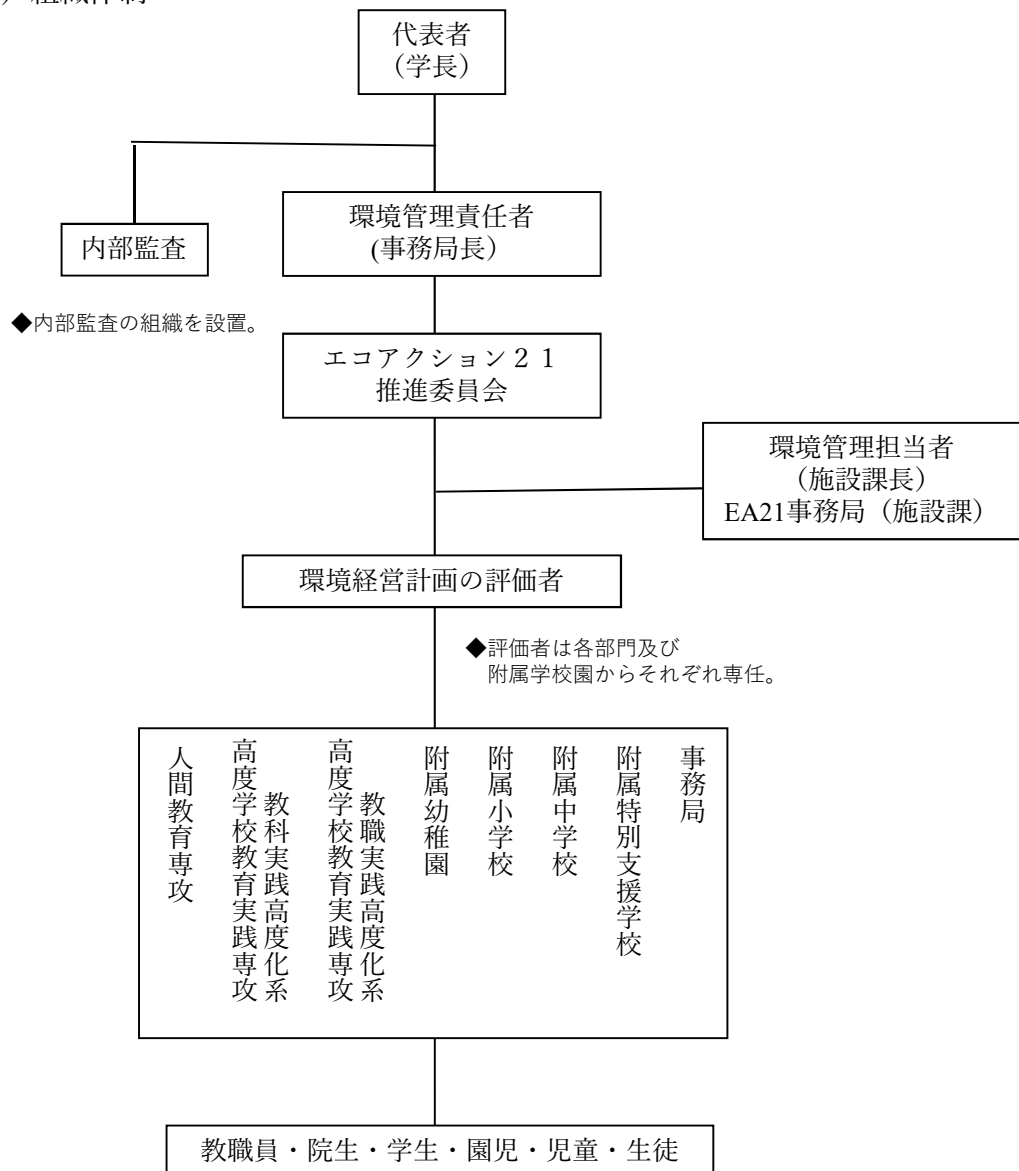 代表者
（学長）
環境管理責任者
(事務局長）
内部監査
◆内部監査の組織を設置。
エコアクション２１
推進委員会
環境管理担当者
（施設課長）
EA21事務局（施設課）
環境経営計画の評価者
◆評価者は各部門及び
附属学校園からそれぞれ専任。
人間教育専攻
高度学校教育実践専攻
教科実践高度化系
高度学校教育実践専攻
教職実践高度化系
附属幼稚園
附属小学校
附属中学校
附属特別支援学校
事務局
教職員・院生・学生・園児・児童・生徒